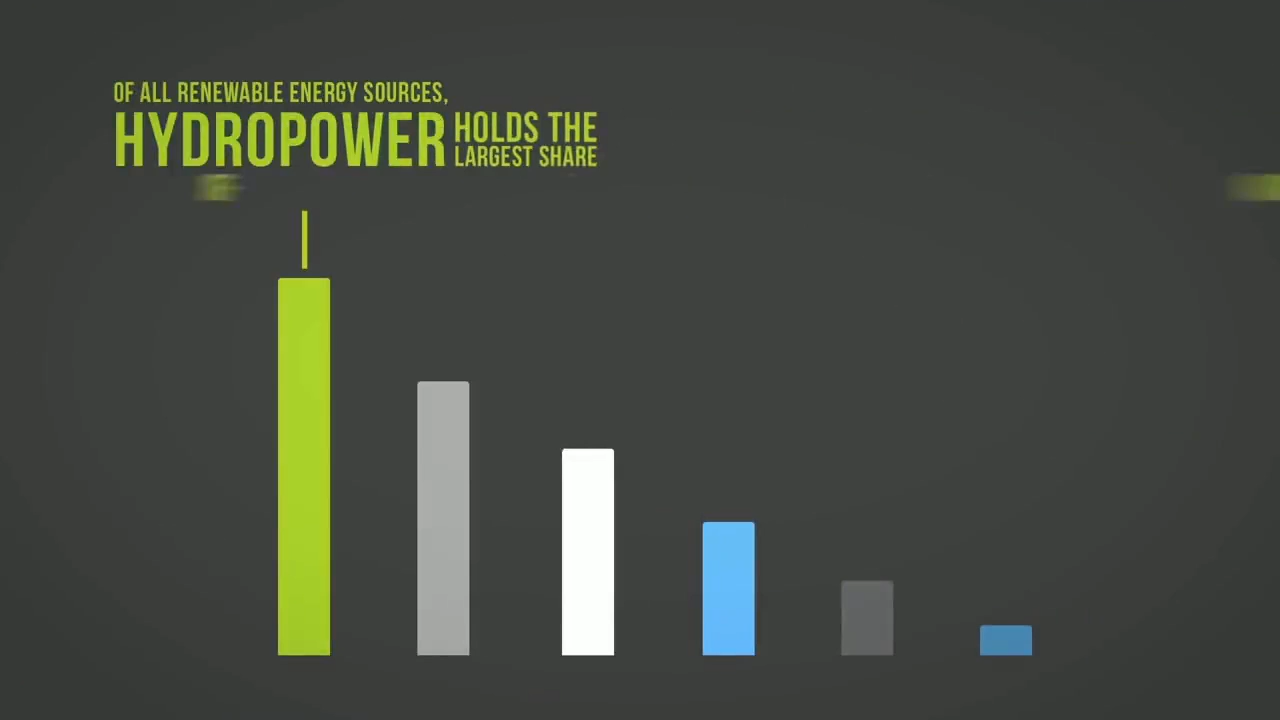 OF ALL RENEWABLE ENERGY SOURCES,
HYDROPOWER HOLDS THE
LARGEST SHARE